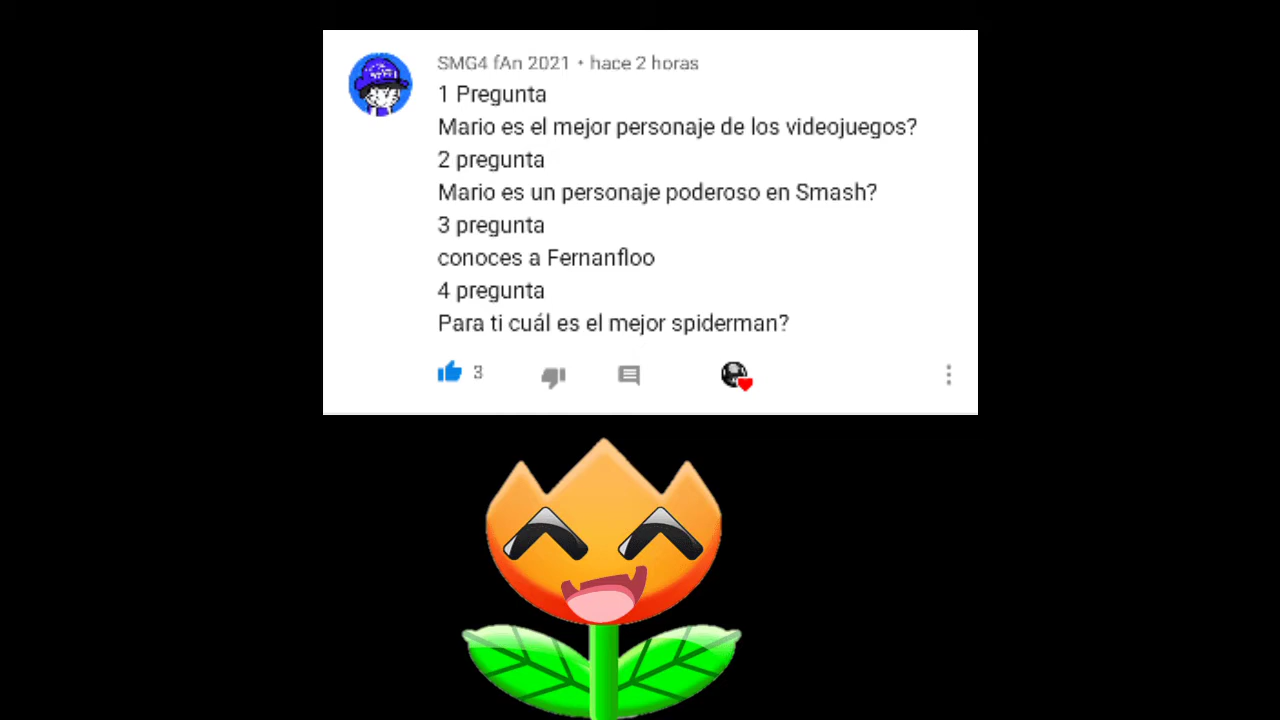 SMG4 fAn 2021 • hace 2 horas
1 Pregunta
Mario es el mejor personaje de los videojuegos?
2 pregunta
Mario es un personaje poderoso en Smash?
3 pregunta
conoces a Fernanfloo
4 pregunta
Para ti cuál es el mejor spiderman?
3